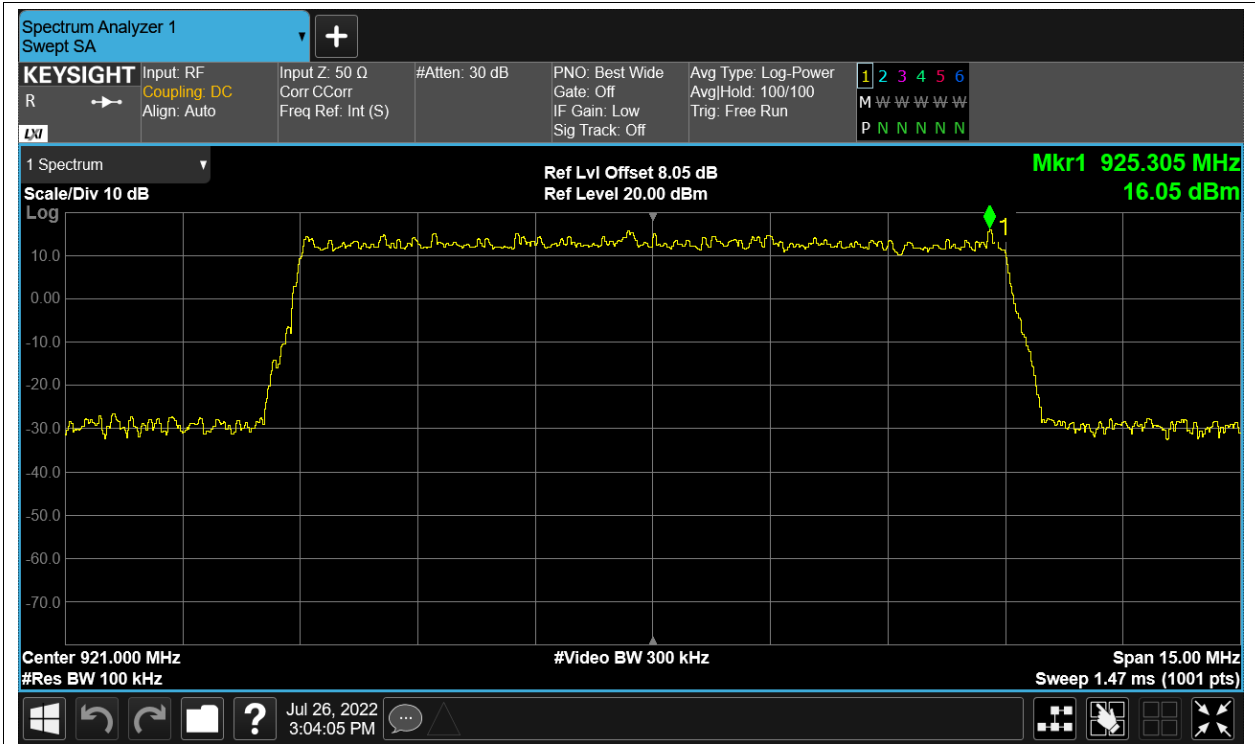 Spectrum Analyzer 1
Swept SA
KEYSIGHT
R
LXI
Input: RF
Coupling: DC
Align: Auto
Input Z: 50 Ω
Corr CCorr
Freq Ref: Int (S)
#Atten: 30 dB
PNO: Best Wide
Gate: Off
IF Gain: Low
Sig Track: Off
Avg Type: Log-Power
Avg|Hold: 100/100
Trig: Free Run
1 2 3 4 5 6
M W W W W W
P N N N N N
1 Spectrum
Scale/Div 10 dB
Log
Ref Lvl Offset 8.05 dB
Ref Level 20.00 dBm
Mkr1 925.305 MHz
16.05 dBm
1
10.0
0.00
-10.0
-20.0
-30.0
-40.0
-50.0
-60.0
-70.0
Center 921.000 MHz
#Res BW 100 kHz
#Video BW 300 kHz
Span 15.00 MHz
Sweep 1.47 ms (1001 pts)
?
Jul 26, 2022
3:04:05 PM